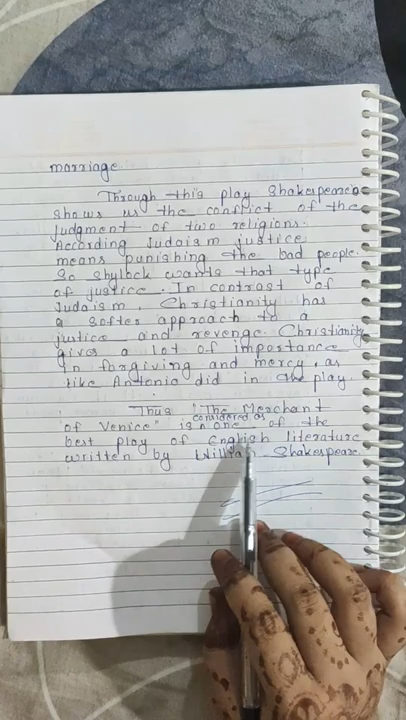 marriage.
Through this play Shakespeare
shows us the conflict of the
judgment of two religions.
According Judaism justice
means punishing the bad people.
So Shylock wants that type
of justice. In contrast of
Judaism, Christianity has
a softer approach to a
justice and revenge. Christianity
gives a lot of importance
In forgiving and mercy, as
like Antonio did in the play.
Thus "The Merchant
considered as
of Venice" is one of the
best play of English literature
written by William Shakespeare.